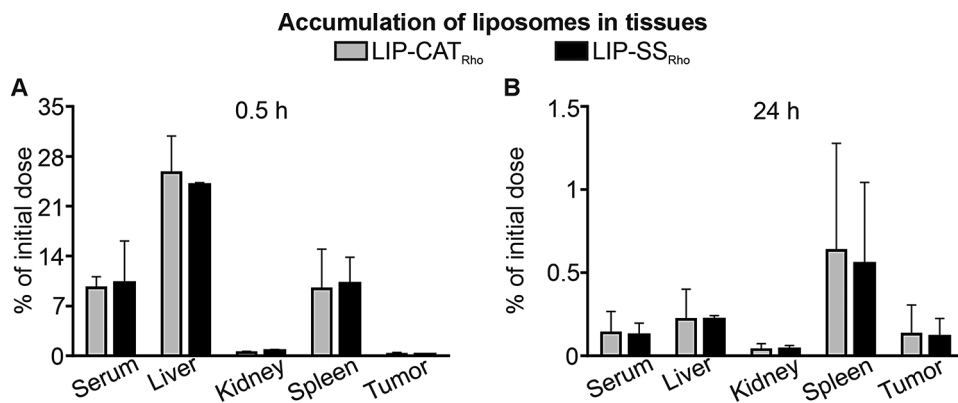 Accumulation of liposomes in tissues
LIP-CATRho LIP-SSRho
A
0.5 h
% of initial dose
35
28
21
14
7
0
Serum Liver Kidney Spleen Tumor
B
24 h
% of initial dose
1.5
1
0.5
0
Serum Liver Kidney Spleen Tumor